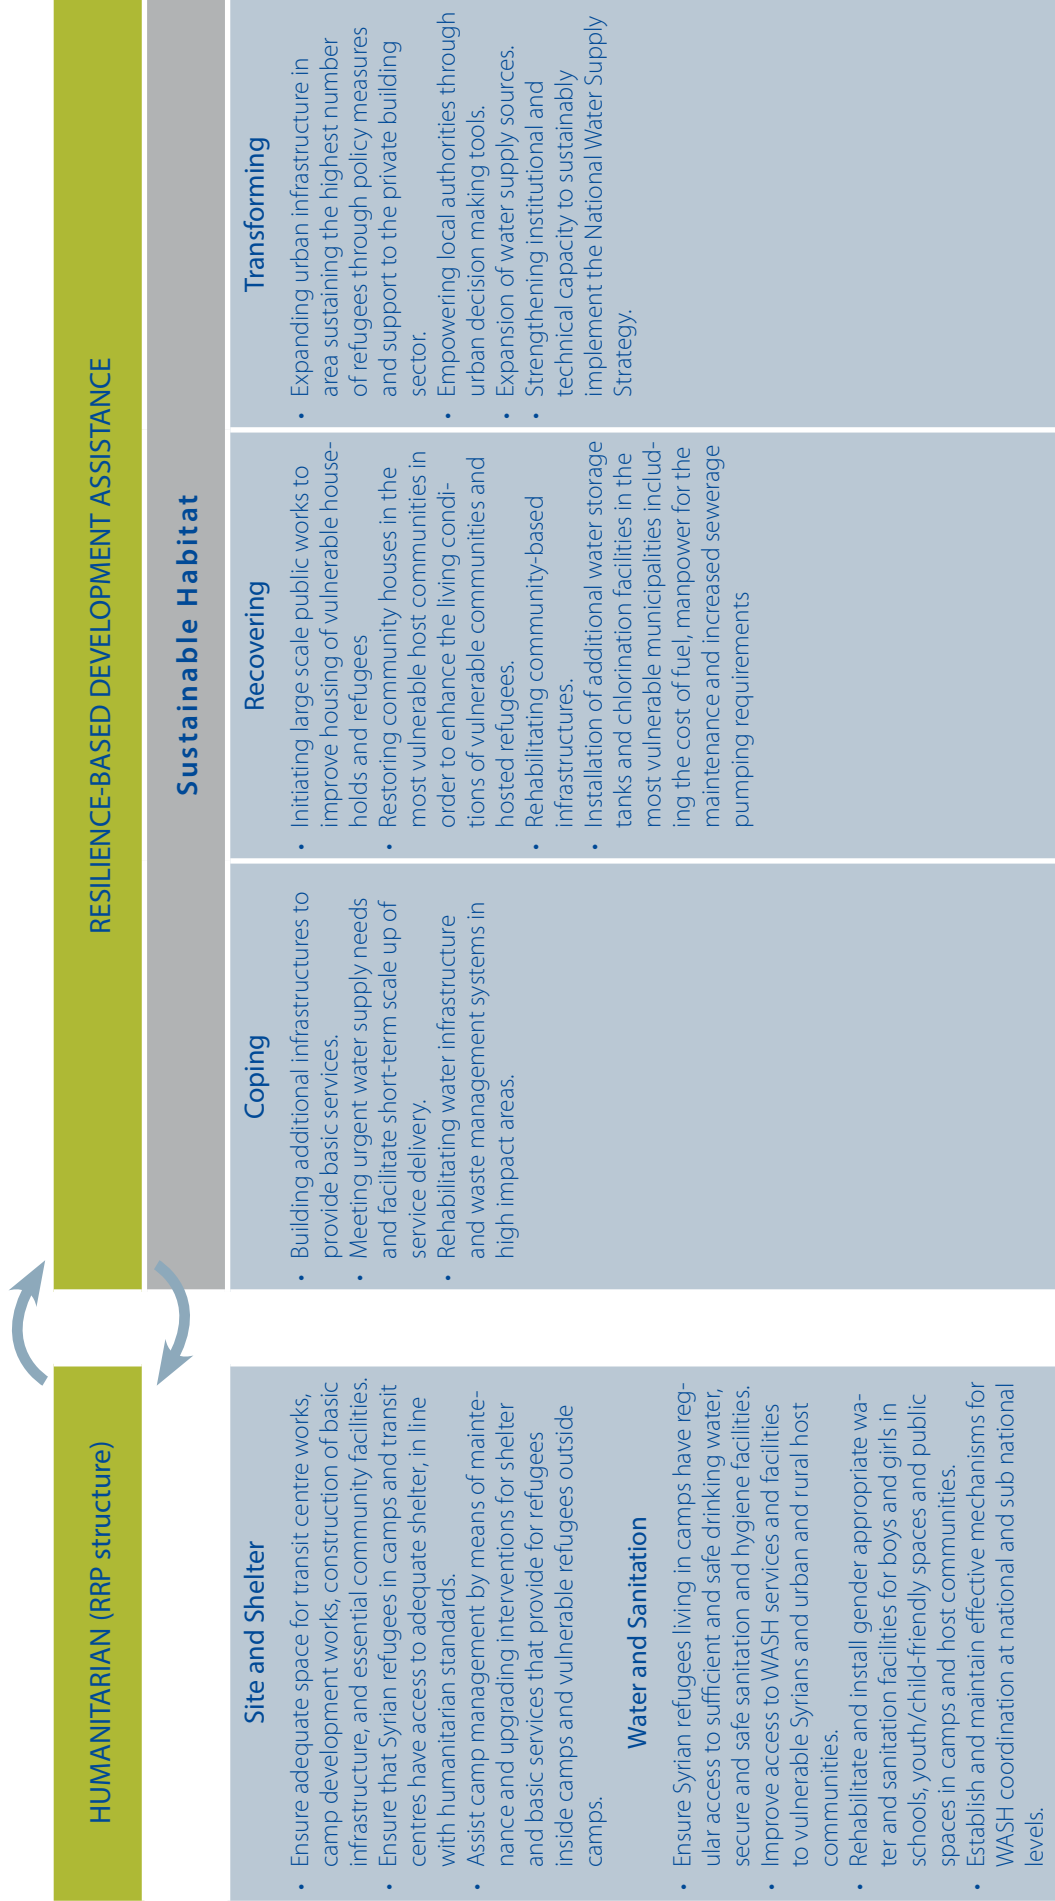 HUMANITARIAN (RRP structure)
RESILIENCE-BASED DEVELOPMENT ASSISTANCE
Sustainable Habitat
Site and Shelter
• Ensure adequate space for transit centre works,
camp development works, construction of basic
infrastructure, and essential community facilities.
• Ensure that Syrian refugees in camps and transit
centres have access to adequate shelter, in line
with humanitarian standards.
• Assist camp management by means of mainte-
nance and upgrading interventions for shelter
and basic services that provide for refugees
inside camps and vulnerable refugees outside
camps.
Water and Sanitation
• Ensure Syrian refugees living in camps have reg-
ular access to sufficient and safe drinking water,
secure and safe sanitation and hygiene facilities.
• Improve access to WASH services and facilities
to vulnerable Syrians and urban and rural host
communities.
• Rehabilitate and install gender appropriate wa-
ter and sanitation facilities for boys and girls in
schools, youth/child-friendly spaces and public
spaces in camps and host communities.
• Establish and maintain effective mechanisms for
WASH coordination at national and sub national
levels.
Coping
• Building additional infrastructures to
provide basic services.
• Meeting urgent water supply needs
and facilitate short-term scale up of
service delivery.
• Rehabilitating water infrastructure
and waste management systems in
high impact areas.
Recovering
• Initiating large scale public works to
improve housing of vulnerable house-
holds and refugees
• Restoring community houses in the
most vulnerable host communities in
order to enhance the living condi-
tions of vulnerable communities and
hosted refugees.
• Rehabilitating community-based
infrastructures.
• Installation of additional water storage
tanks and chlorination facilities in the
most vulnerable municipalities includ-
ing the cost of fuel, manpower for the
maintenance and increased sewerage
pumping requirements
Transforming
• Expanding urban infrastructure in
area sustaining the highest number
of refugees through policy measures
and support to the private building
sector.
• Empowering local authorities through
urban decision making tools.
• Expansion of water supply sources.
• Strengthening institutional and
technical capacity to sustainably
implement the National Water Supply
Strategy.